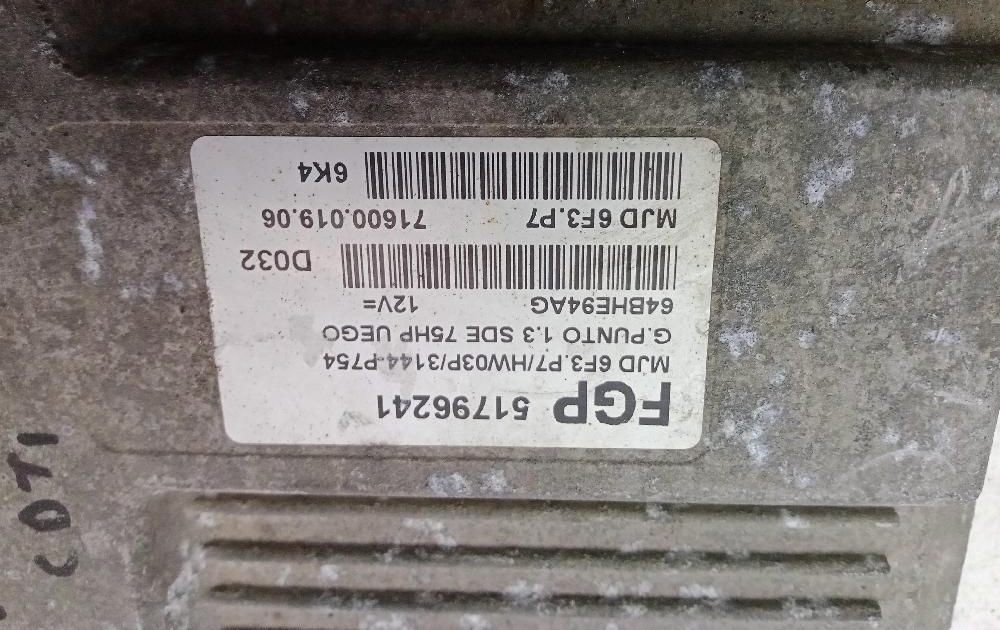 FGP 51796241
MJD 6F3.P7/HW03P/3144-P754
G.PUNTO 1.3 SDE 75HP UEGO
64BHE94AG 12V=
D032
MJD 6F3.P7 71600.019.06
6K4